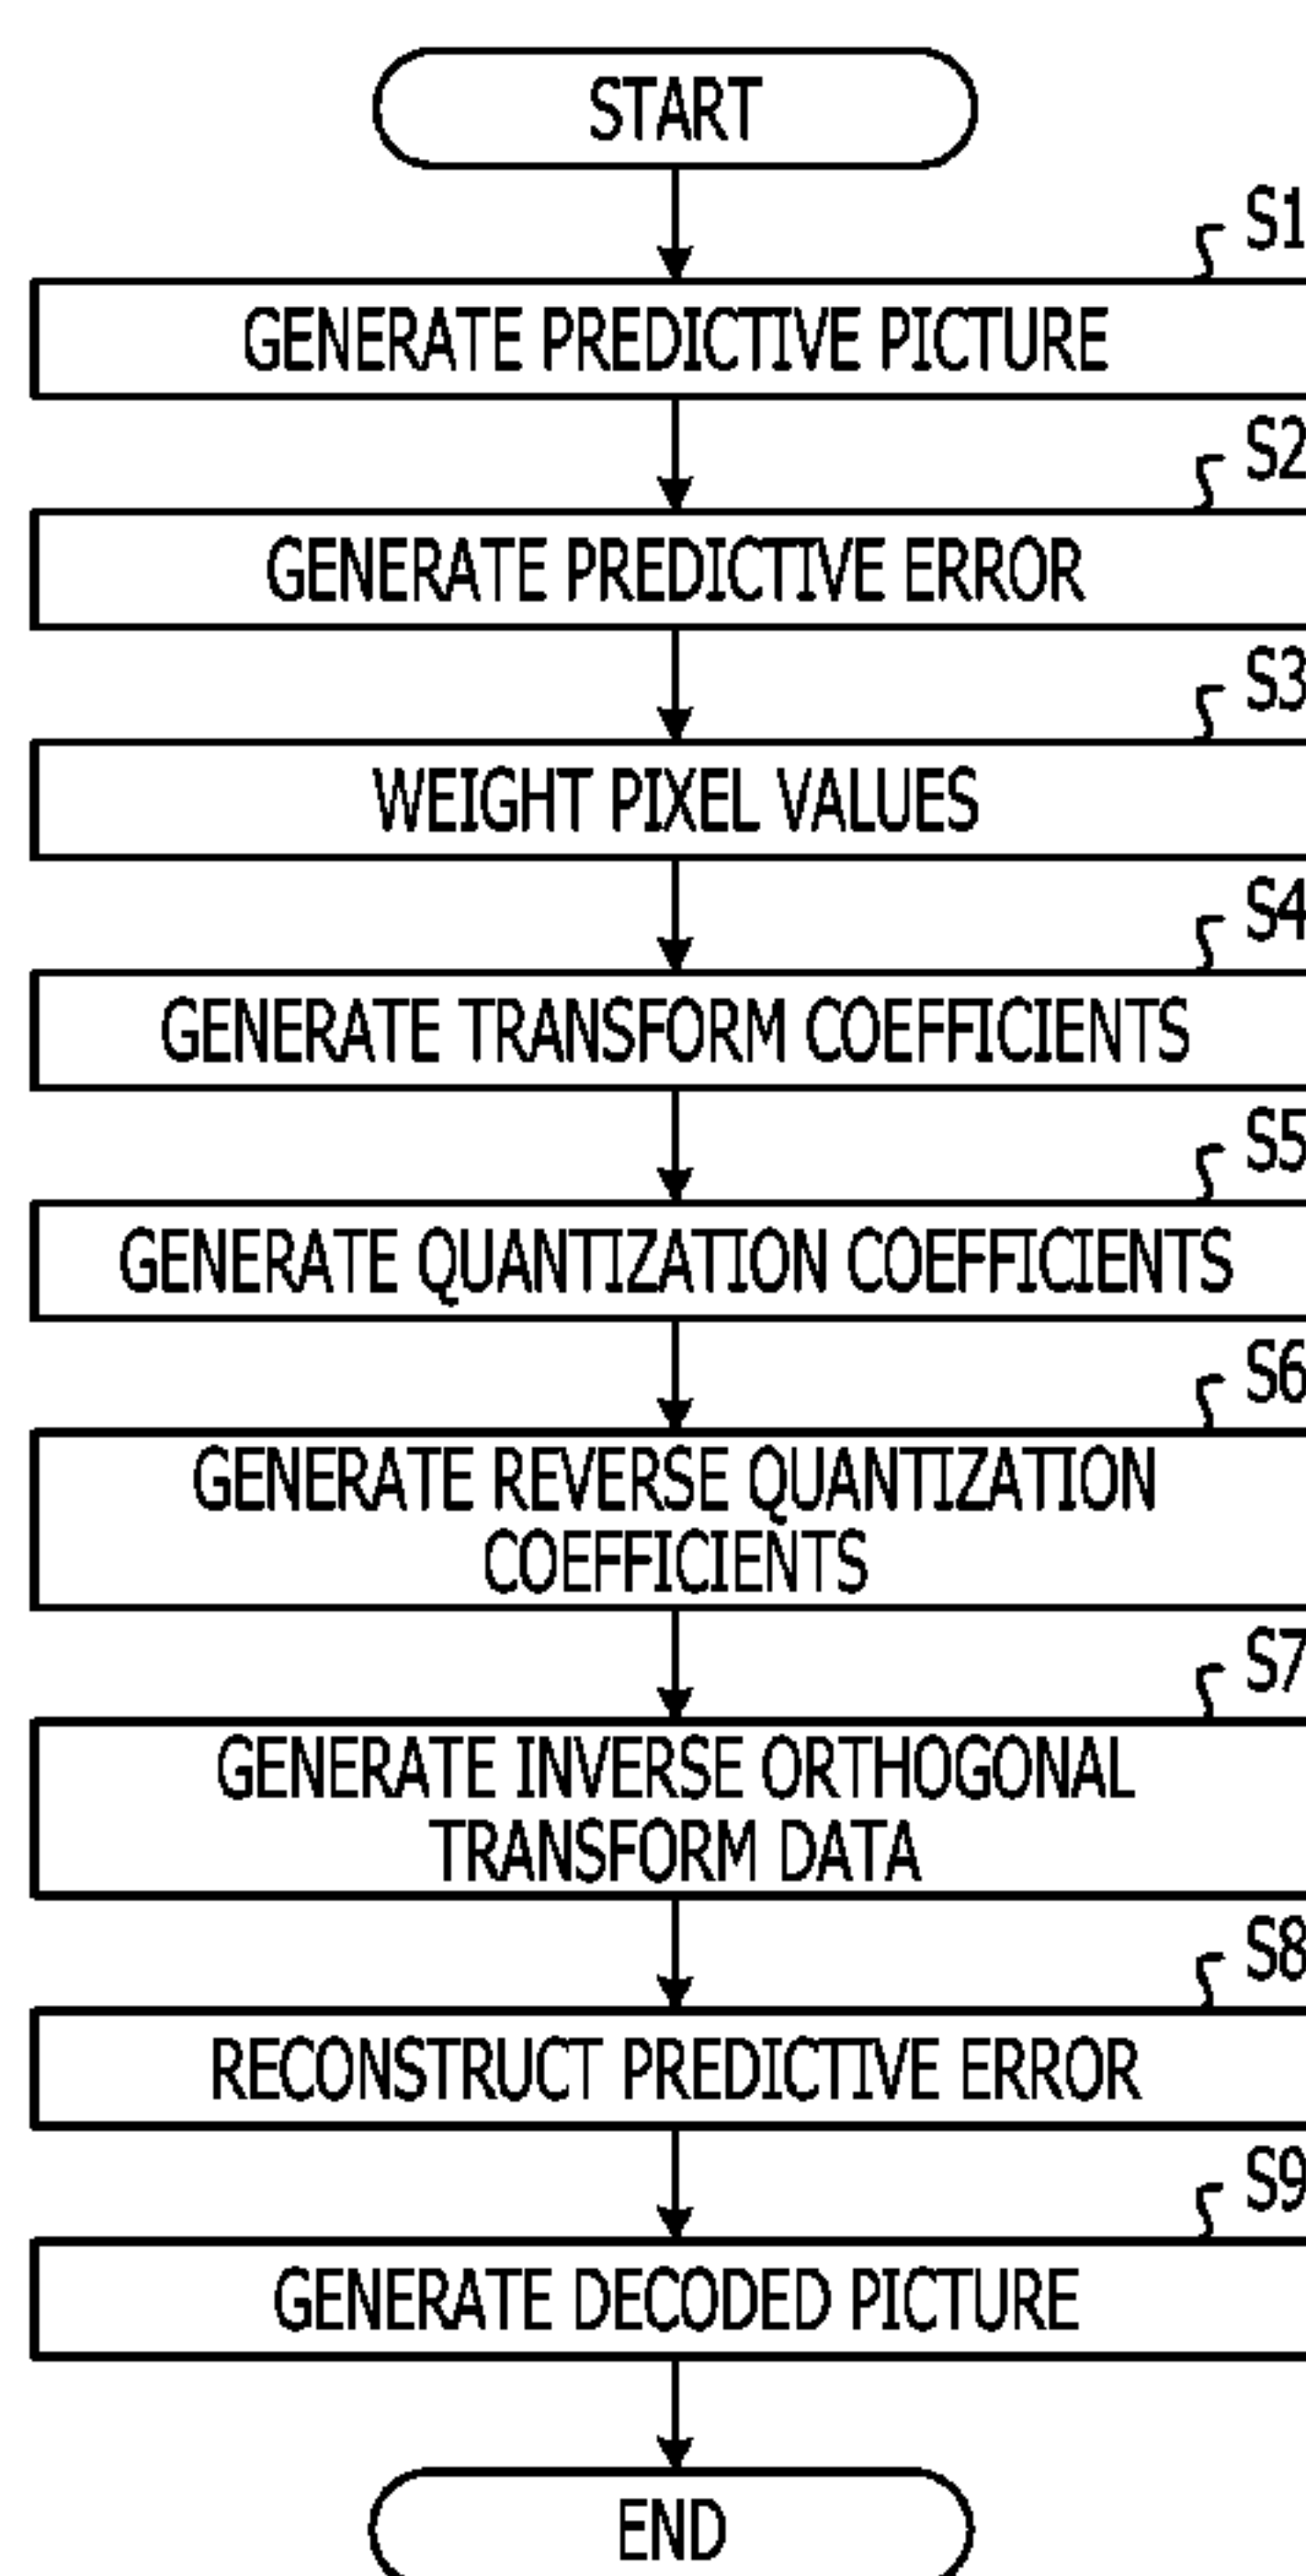 START
S1
GENERATE PREDICTIVE PICTURE
S2
GENERATE PREDICTIVE ERROR
S3
WEIGHT PIXEL VALUES
S4
GENERATE TRANSFORM COEFFICIENTS
S5
GENERATE QUANTIZATION COEFFICIENTS
S6
GENERATE REVERSE QUANTIZATION
COEFFICIENTS
S7
GENERATE INVERSE ORTHOGONAL
TRANSFORM DATA
S8
RECONSTRUCT PREDICTIVE ERROR
S9
GENERATE DECODED PICTURE
END